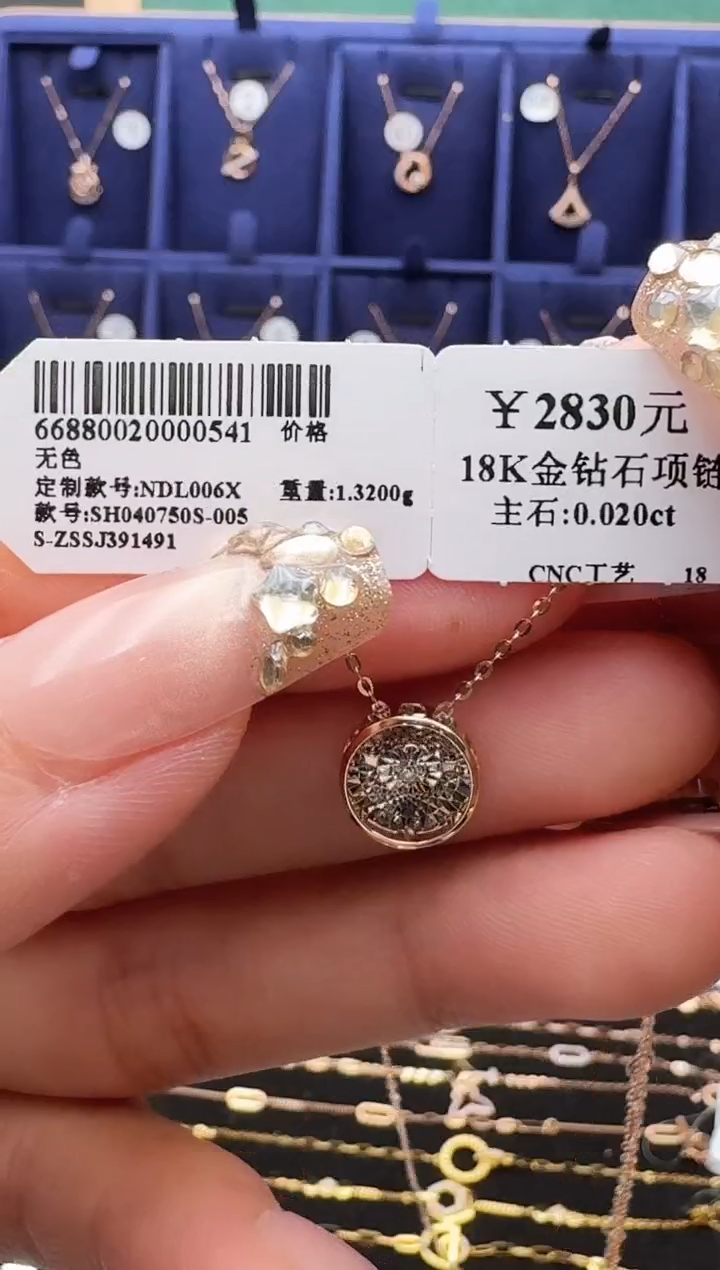 66880020000541 价格
无色
定制款号:NDL006X 重量:1.3200g
款号:SH040750S-005
S-ZSSJ391491
￥2830元
18K金钻石项链
主石:0.020ct
CNC工艺 18